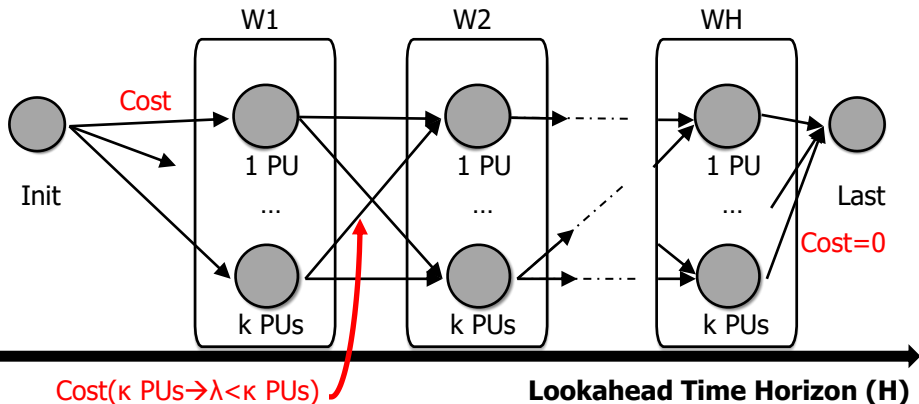 W1 W2 WH
Cost
1 PU 1 PU 1 PU
Init Last
... ... ...
Cost=0
k PUs k PUs k PUs
Cost(κ PUs→λ<κ PUs) Lookahead Time Horizon (H)